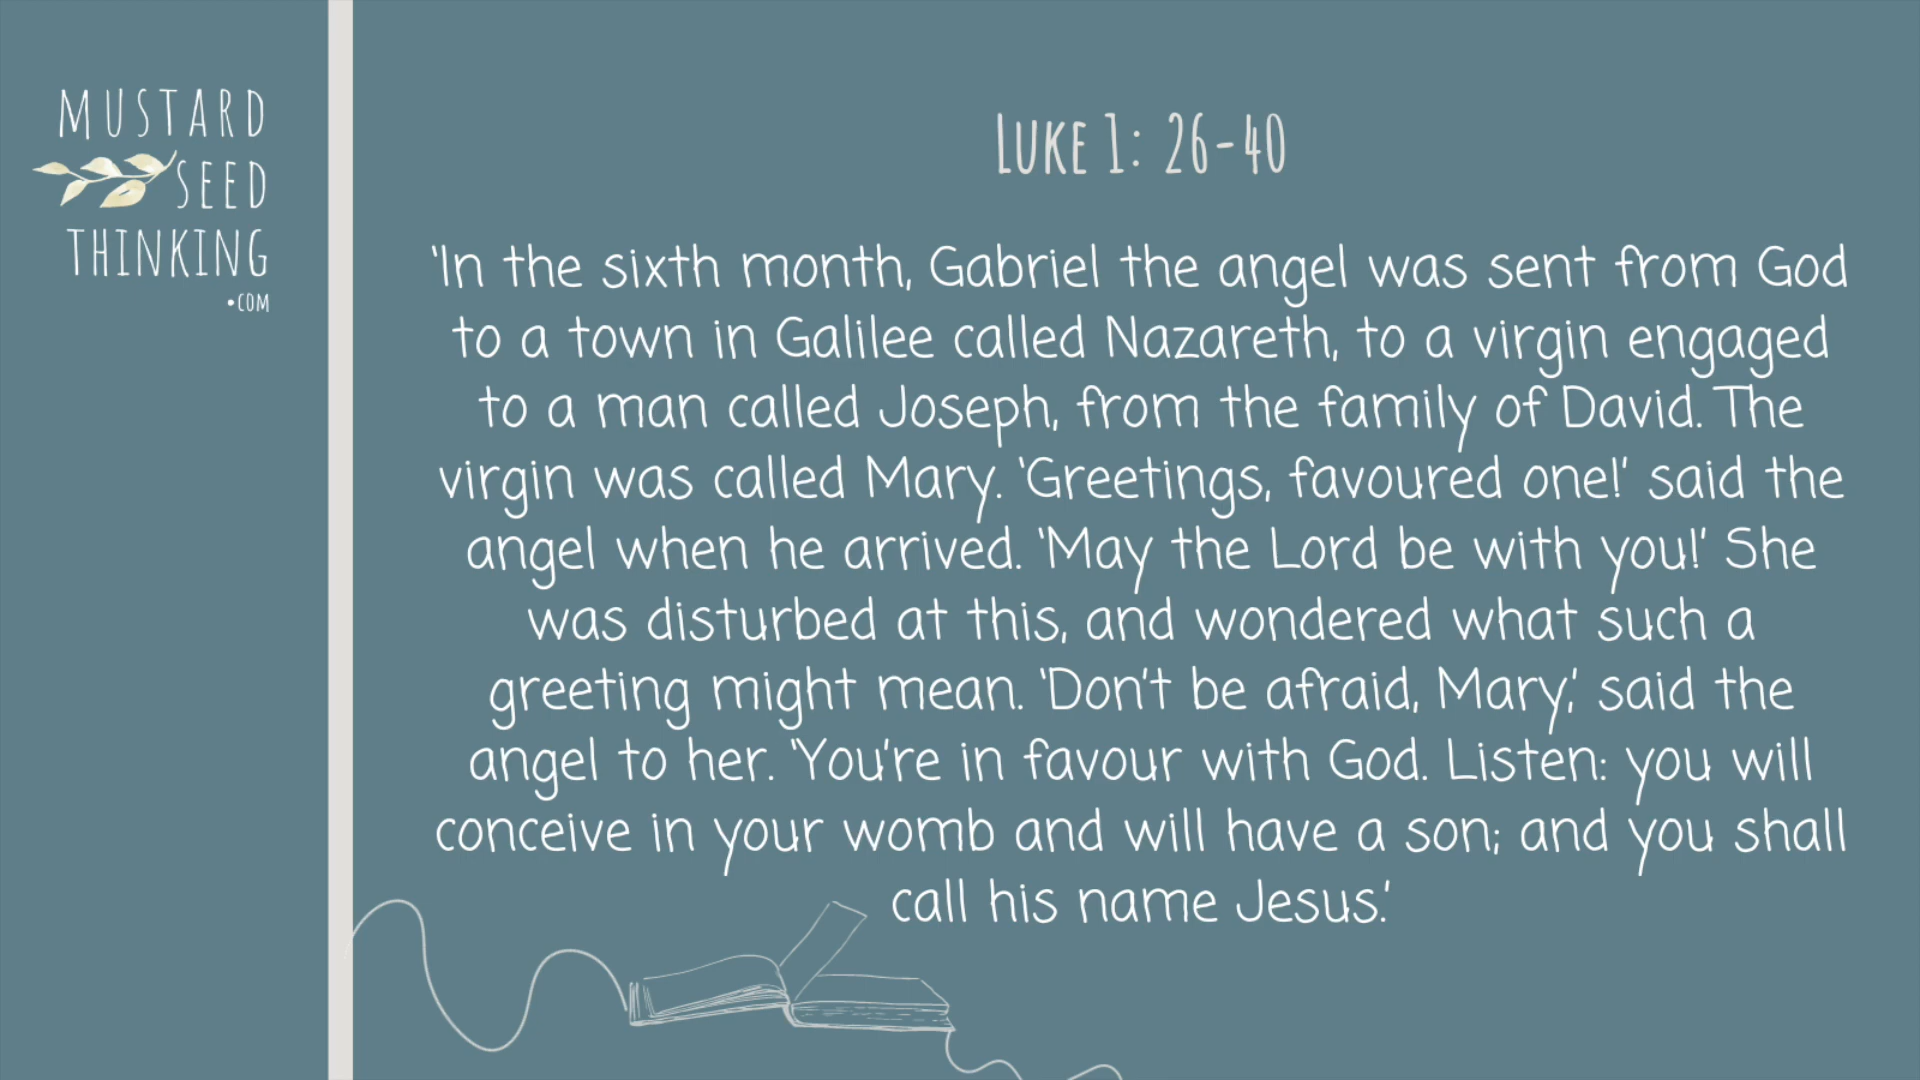 MUSTARD
SEED
THINKING
•COM
LUKE 1: 26-40
'In the sixth month, Gabriel the angel was sent from God
to a town in Galilee called Nazareth, to a virgin engaged
to a man called Joseph, from the family of David. The
virgin was called Mary. 'Greetings, favoured one!' said the
angel when he arrived. 'May the Lord be with you!' She
was disturbed at this, and wondered what such a
greeting might mean. 'Don't be afraid, Mary,' said the
angel to her. 'You're in favour with God. Listen: you will
conceive in your womb and will have a son; and you shall
call his name Jesus.'